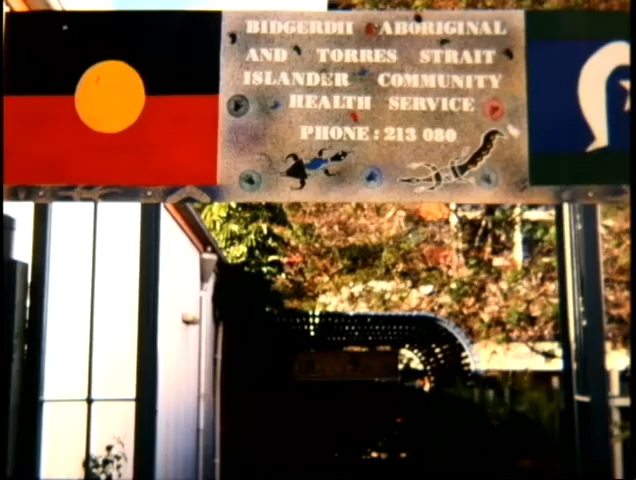 BIDGERDII ABORIGINAL
AND TORRES STRAIT
ISLANDER COMMUNITY
HEALTH SERVICE
PHONE: 213 080